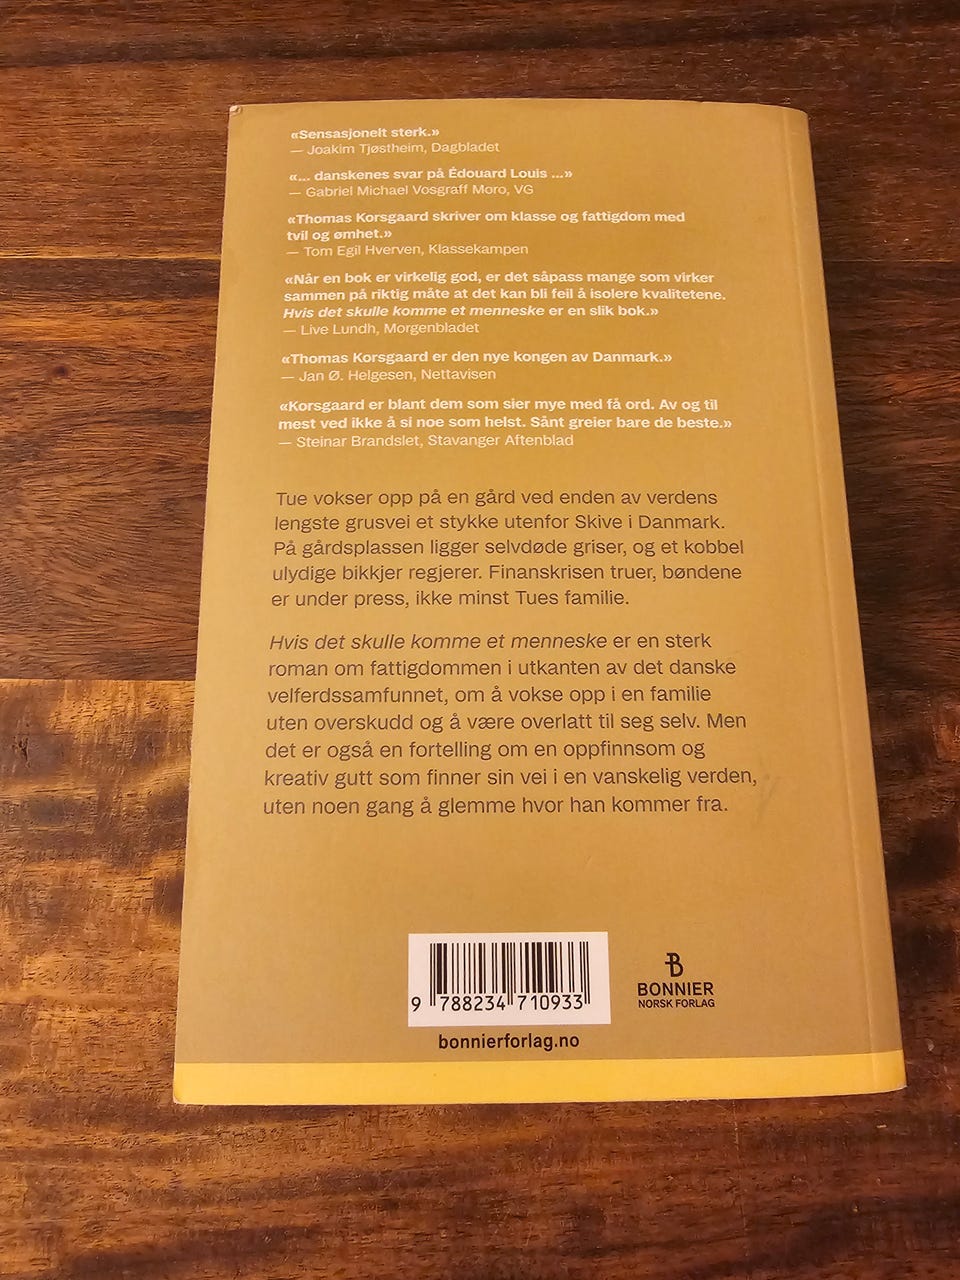 «Sensasjonelt sterk.»
— Joakim Tjøstheim, Dagbladet
«... danskenes svar på Édouard Louis ...»
— Gabriel Michael Vosgraff Moro, VG
«Thomas Korsgaard skriver om klasse og fattigdom med
tvil og ømhet.»
— Tom Egil Hverven, Klassekampen
«Når en bok er virkelig god, er det såpass mange som virker
sammen på riktig måte at det kan bli feil å isolere kvalitetene.
Hvis det skulle komme et menneske er en slik bok.»
— Live Lundh, Morgenbladet
«Thomas Korsgaard er den nye kongen av Danmark.»
— Jan Ø. Helgesen, Nettavisen
«Korsgaard er blant dem som sier mye med få ord. Av og til
mest ved ikke å si noe som helst. Sånt greier bare de beste.»
— Steinar Brandslet, Stavanger Aftenblad
Tue vokser opp på en gård ved enden av verdens
lengste grusvei et stykke utenfor Skive i Danmark.
På gårdsplassen ligger selvdøde griser, og et kobbel
ulydige bikkjer regjerer. Finanskrisen truer, bøndene
er under press, ikke minst Tues familie.
Hvis det skulle komme et menneske er en sterk
roman om fattigdommen i utkanten av det danske
velferdssamfunnet, om å vokse opp i en familie
uten overskudd og å være overlatt til seg selv. Men
det er også en fortelling om en oppfinnsom og
kreativ gutt som finner sin vei i en vanskelig verden,
uten noen gang å glemme hvor han kommer fra.
9 788234 710933
bonnierforlag.no
B
BONNIER
NORSK FORLAG